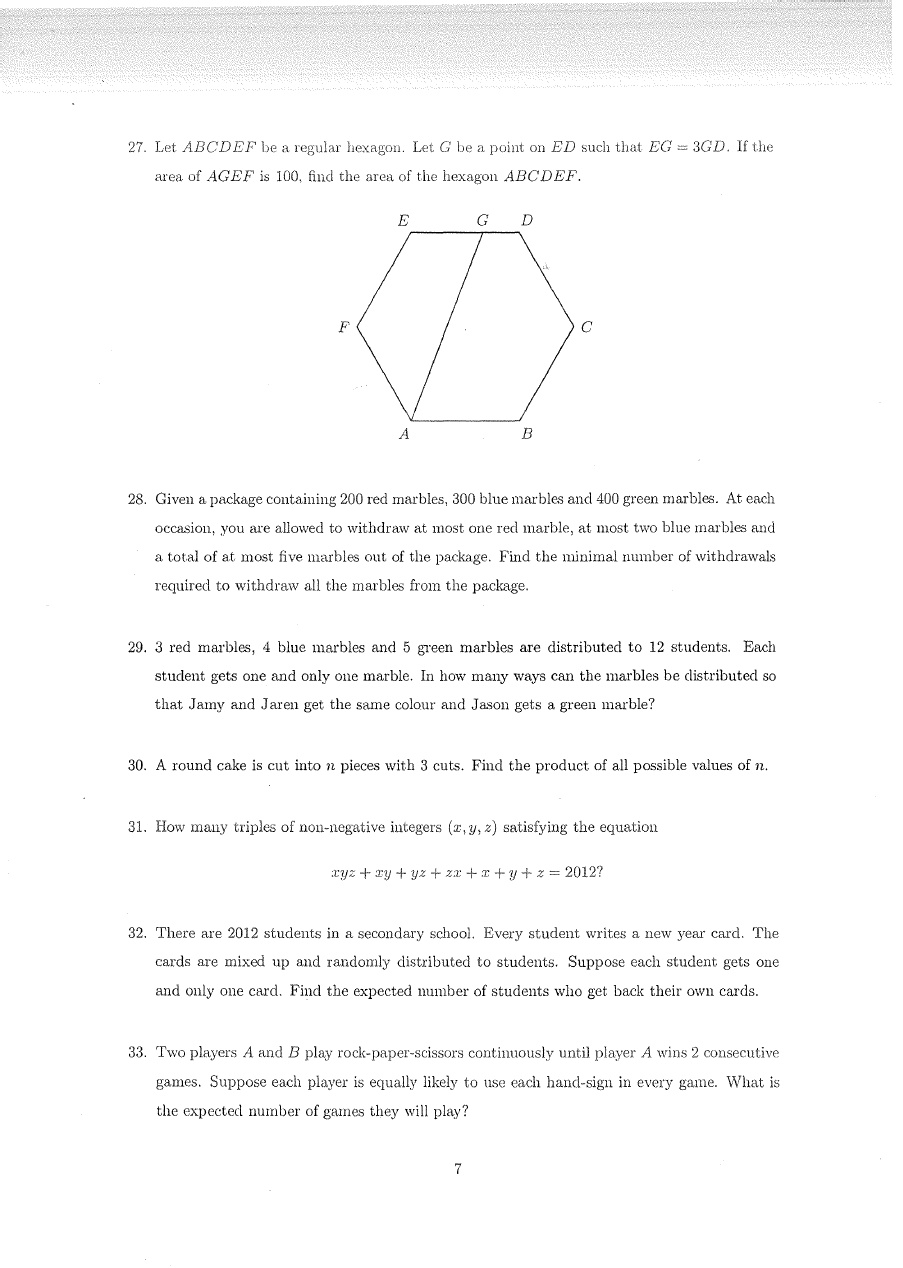 27. Let ABCDEF be a regular hexagon. Let G be a point on ED such that EG = 3GD. If the
area of AGEF is 100, find the area of the hexagon ABCDEF.
E G D
F C
A B
28. Given a package containing 200 red marbles, 300 blue marbles and 400 green marbles. At each
occasion, you are allowed to withdraw at most one red marble, at most two blue marbles and
a total of at most five marbles out of the package. Find the minimal number of withdrawals
required to withdraw all the marbles from the package.
29. 3 red marbles, 4 blue marbles and 5 green marbles are distributed to 12 students. Each
student gets one and only one marble. In how many ways can the marbles be distributed so
that Jamy and Jaren get the same colour and Jason gets a green marble?
30. A round cake is cut into n pieces with 3 cuts. Find the product of all possible values of n.
31. How many triples of non-negative integers (x, y, z) satisfying the equation
xyz + xy + yz + zx + x + y + z = 2012?
32. There are 2012 students in a secondary school. Every student writes a new year card. The
cards are mixed up and randomly distributed to students. Suppose each student gets one
and only one card. Find the expected number of students who get back their own cards.
33. Two players A and B play rock-paper-scissors continuously until player A wins 2 consecutive
games. Suppose each player is equally likely to use each hand-sign in every game. What is
the expected number of games they will play?
7